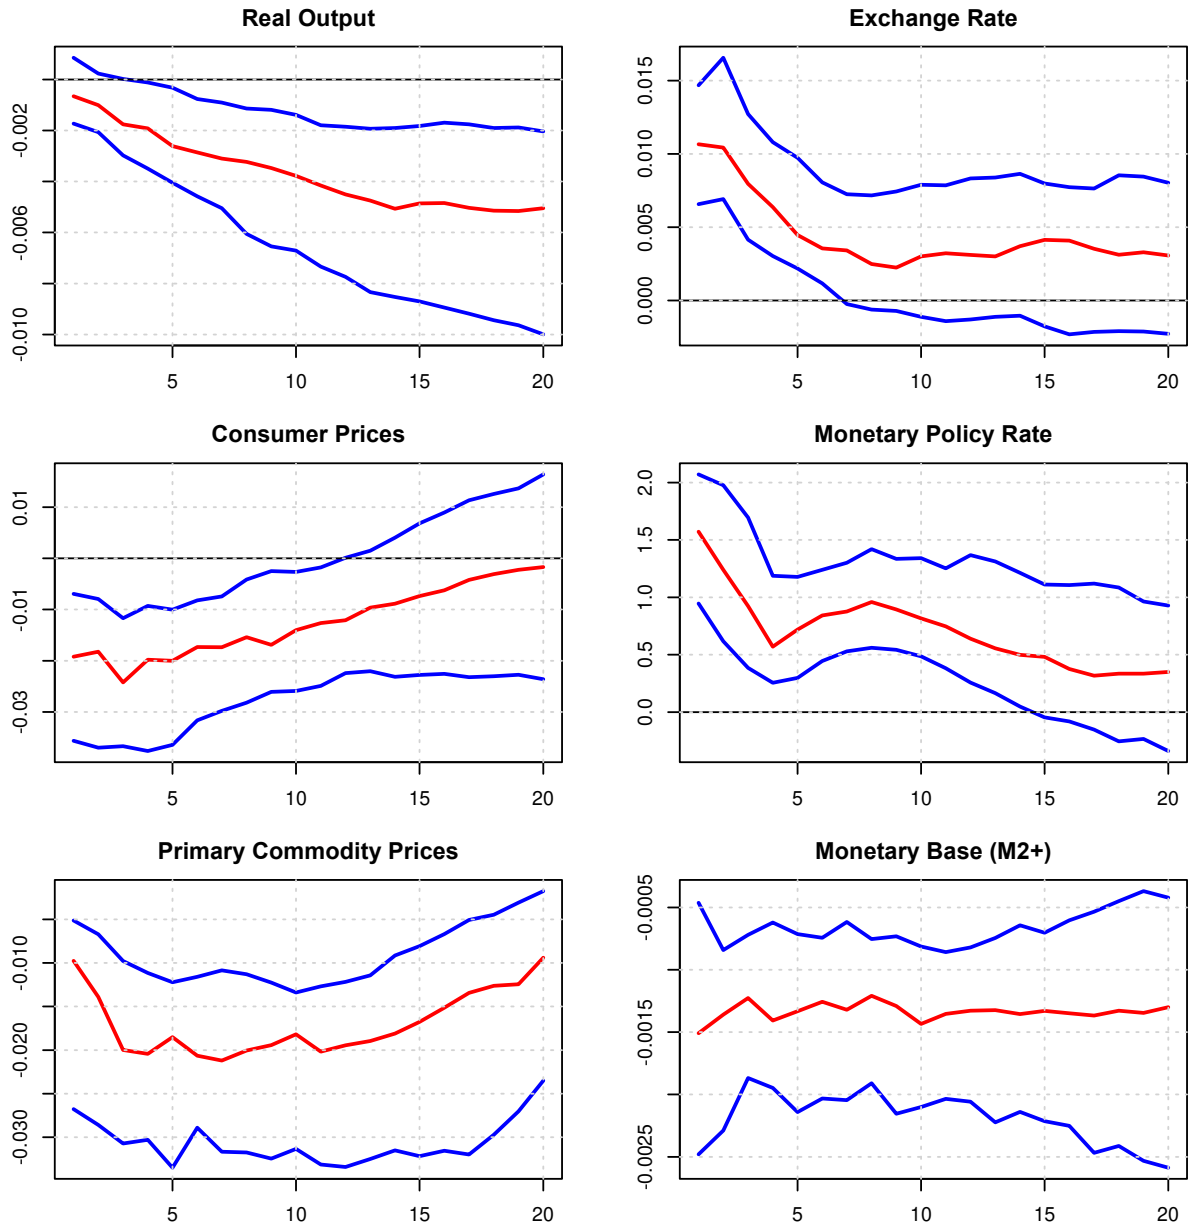 Real Output
-0.002
-0.006
-0.010
5 10 15 20
Exchange Rate
0.015
0.010
0.005
0.000
5 10 15 20
Consumer Prices
0.01
-0.01
-0.03
5 10 15 20
Monetary Policy Rate
2.0
1.5
1.0
0.5
0.0
5 10 15 20
Primary Commodity Prices
-0.010
-0.020
-0.030
5 10 15 20
Monetary Base (M2+)
-0.0005
-0.0015
-0.0025
5 10 15 20